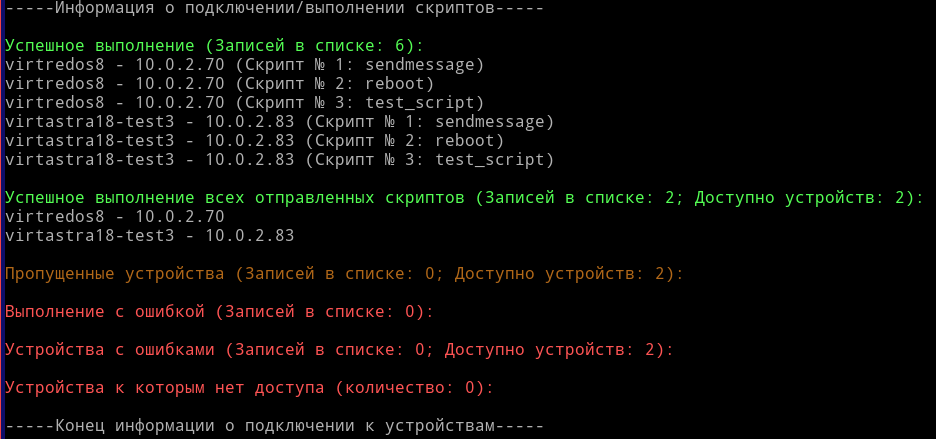 -----Информация о подключении/выполнении скриптов-----
Успешное выполнение (Записей в списке: 6):
virtredos8 - 10.0.2.70 (Скрипт № 1: sendmessage)
virtredos8 - 10.0.2.70 (Скрипт № 2: reboot)
virtredos8 - 10.0.2.70 (Скрипт № 3: test_script)
virtastra18-test3 - 10.0.2.83 (Скрипт № 1: sendmessage)
virtastra18-test3 - 10.0.2.83 (Скрипт № 2: reboot)
virtastra18-test3 - 10.0.2.83 (Скрипт № 3: test_script)
Успешное выполнение всех отправленных скриптов (Записей в списке: 2; Доступно устройств: 2):
virtredos8 - 10.0.2.70
virtastra18-test3 - 10.0.2.83
Пропущенные устройства (Записей в списке: 0; Доступно устройств: 2):
Выполнение с ошибкой (Записей в списке: 0):
Устройства с ошибками (Записей в списке: 0; Доступно устройств: 2):
Устройства к которым нет доступа (количество: 0):
-----Конец информации о подключении к устройствам-----